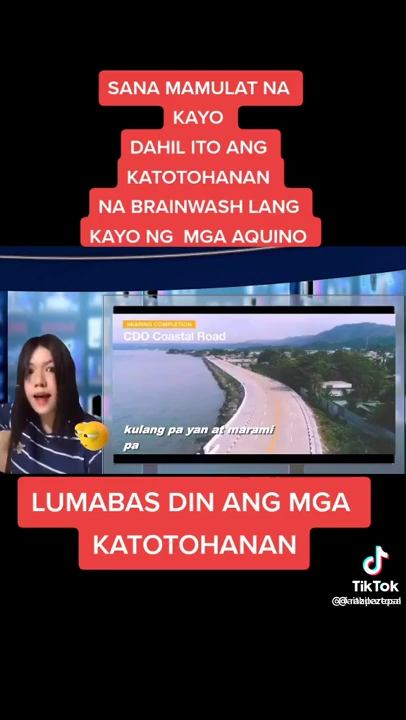 SANA MAMULAT NA
KAYO
DAHIL ITO ANG
KATOTOHANAN
NA BRAINWASH LANG
KAYO NG MGA AQUINO
NEARING COMPLETION
CDO Coastal Road
kulang pa yan at marami
pa
LUMABAS DIN ANG MGA
KATOTOHANAN
TikTok